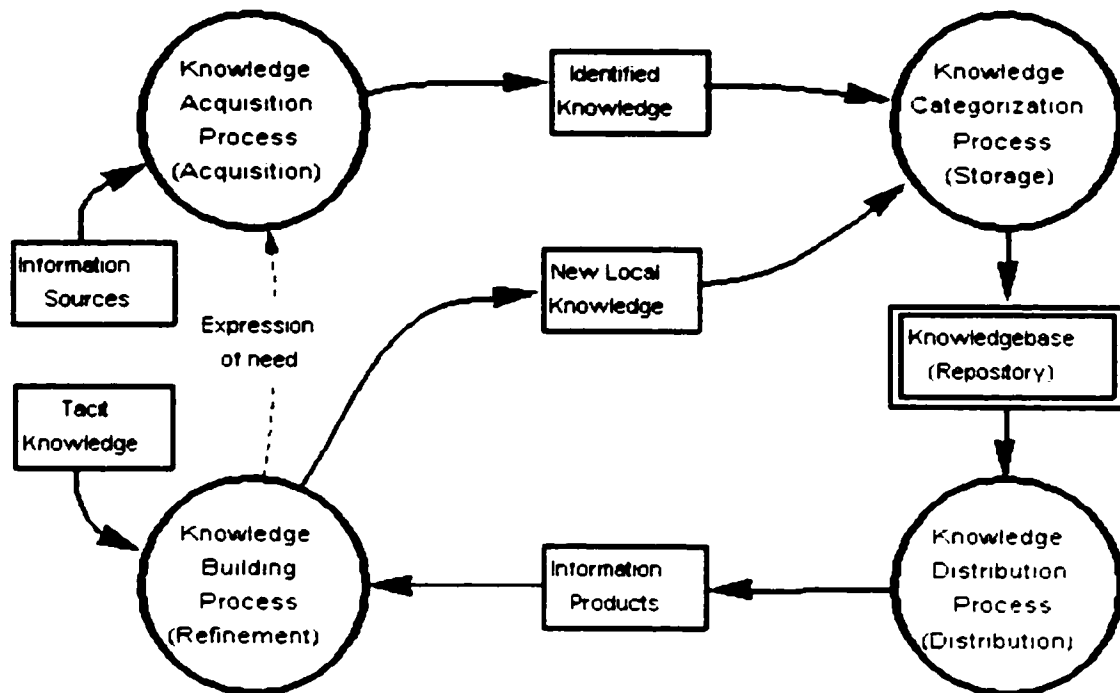 Knowledge
Acquisition
Process
(Acquisition)
Identified
Knowledge
Knowledge
Categorization
Process
(Storage)
Information
Sources
New Local
Knowledge
Expression
of need
Knowledgebase
(Repository)
Tacit
Knowledge
Knowledge
Building
Process
(Refinement)
Information
Products
Knowledge
Distribution
Process
(Distribution)